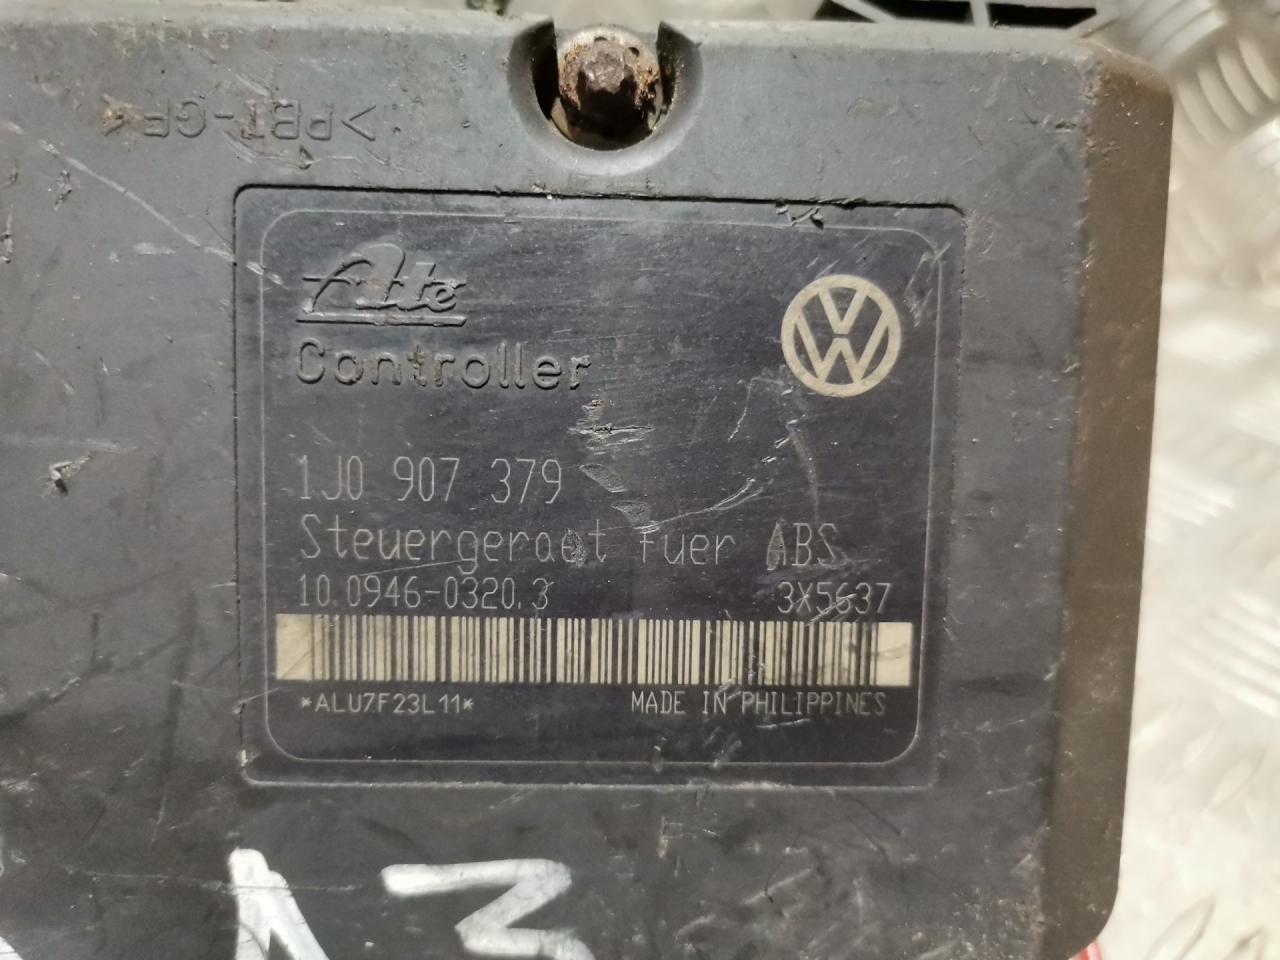 >PBT-GF<
Ate
Controller
1J0 907 379
Steuergeraet fuer ABS
10.0946-0320.3 3X5637
*ALU7F23L11*
MADE IN PHILIPPINES